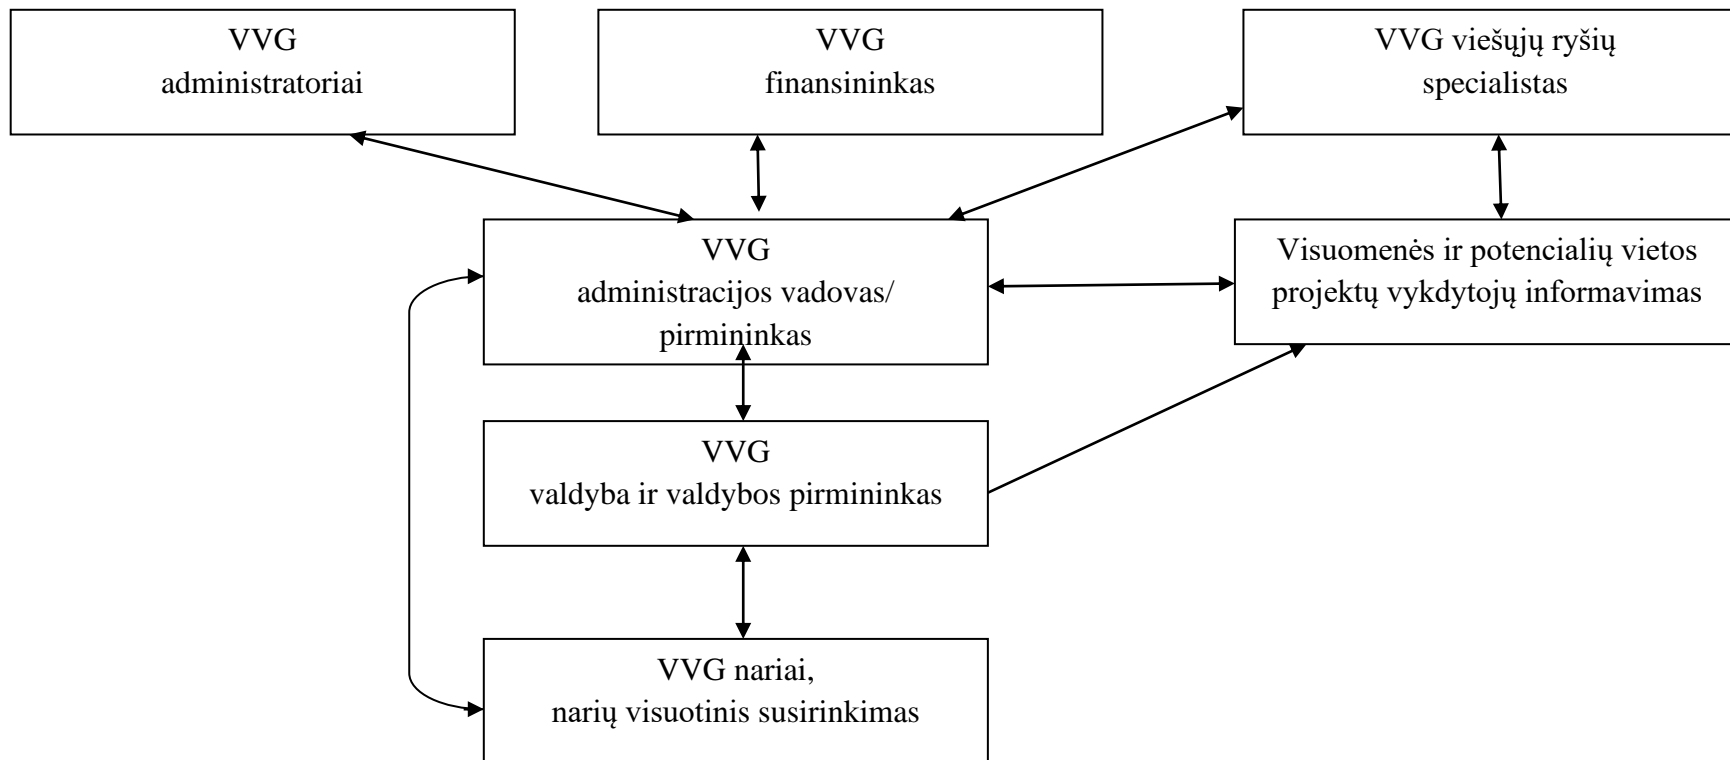 VVG
administratoriai
VVG
finansininkas
VVG viešųjų ryšių
specialistas
VVG
administracijos vadovas/
pirmininkas
Visuomenės ir potencialių vietos
projektų vykdytojų informavimas
VVG
valdyba ir valdybos pirmininkas
VVG nariai,
narių visuotinis susirinkimas